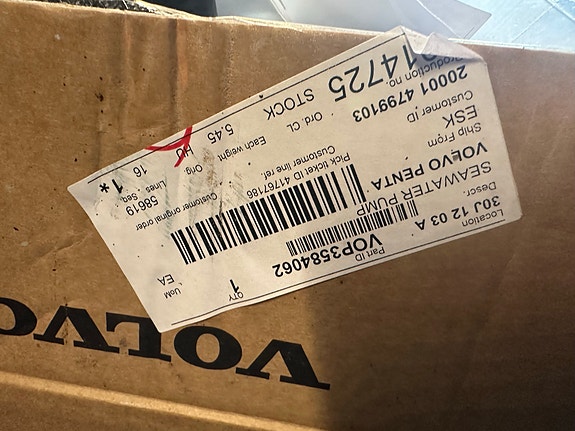 Location
30J 12 03 A
Descr.
SEAWATER PUMP
VOLVO PENTA.
Ship From
ESK
Customer ID
20001 4799103
Production no.
14725
Part ID
VOP3584062
QTY
1
UoM
EA
Pick ticket ID 41767186
Customer line ref.
Customer original order
58619
Lines. Seq.
16 1*
Ord. CL
STOCK
Each weight
5.45
Orig.
HU
VOLVO